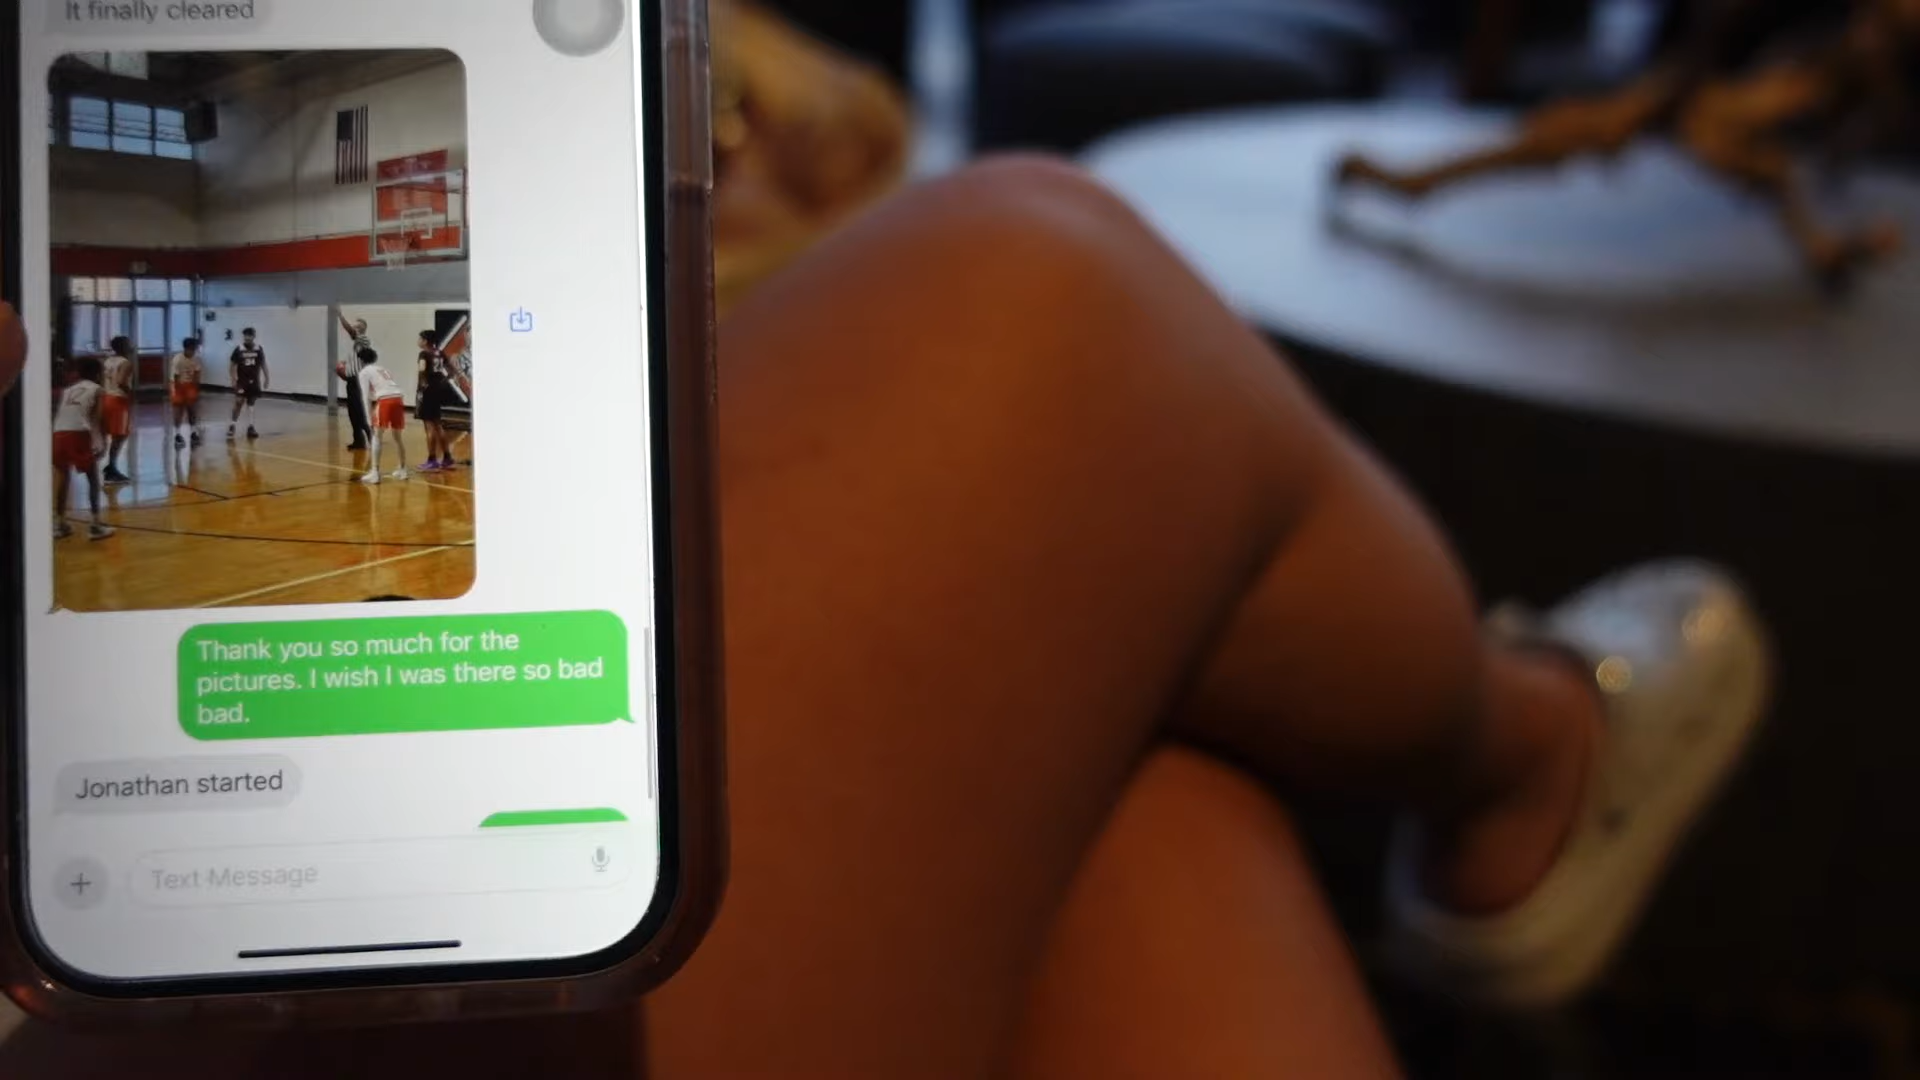 It finally cleared
Thank you so much for the
pictures. I wish I was there so bad
bad.
Jonathan started
Text Message